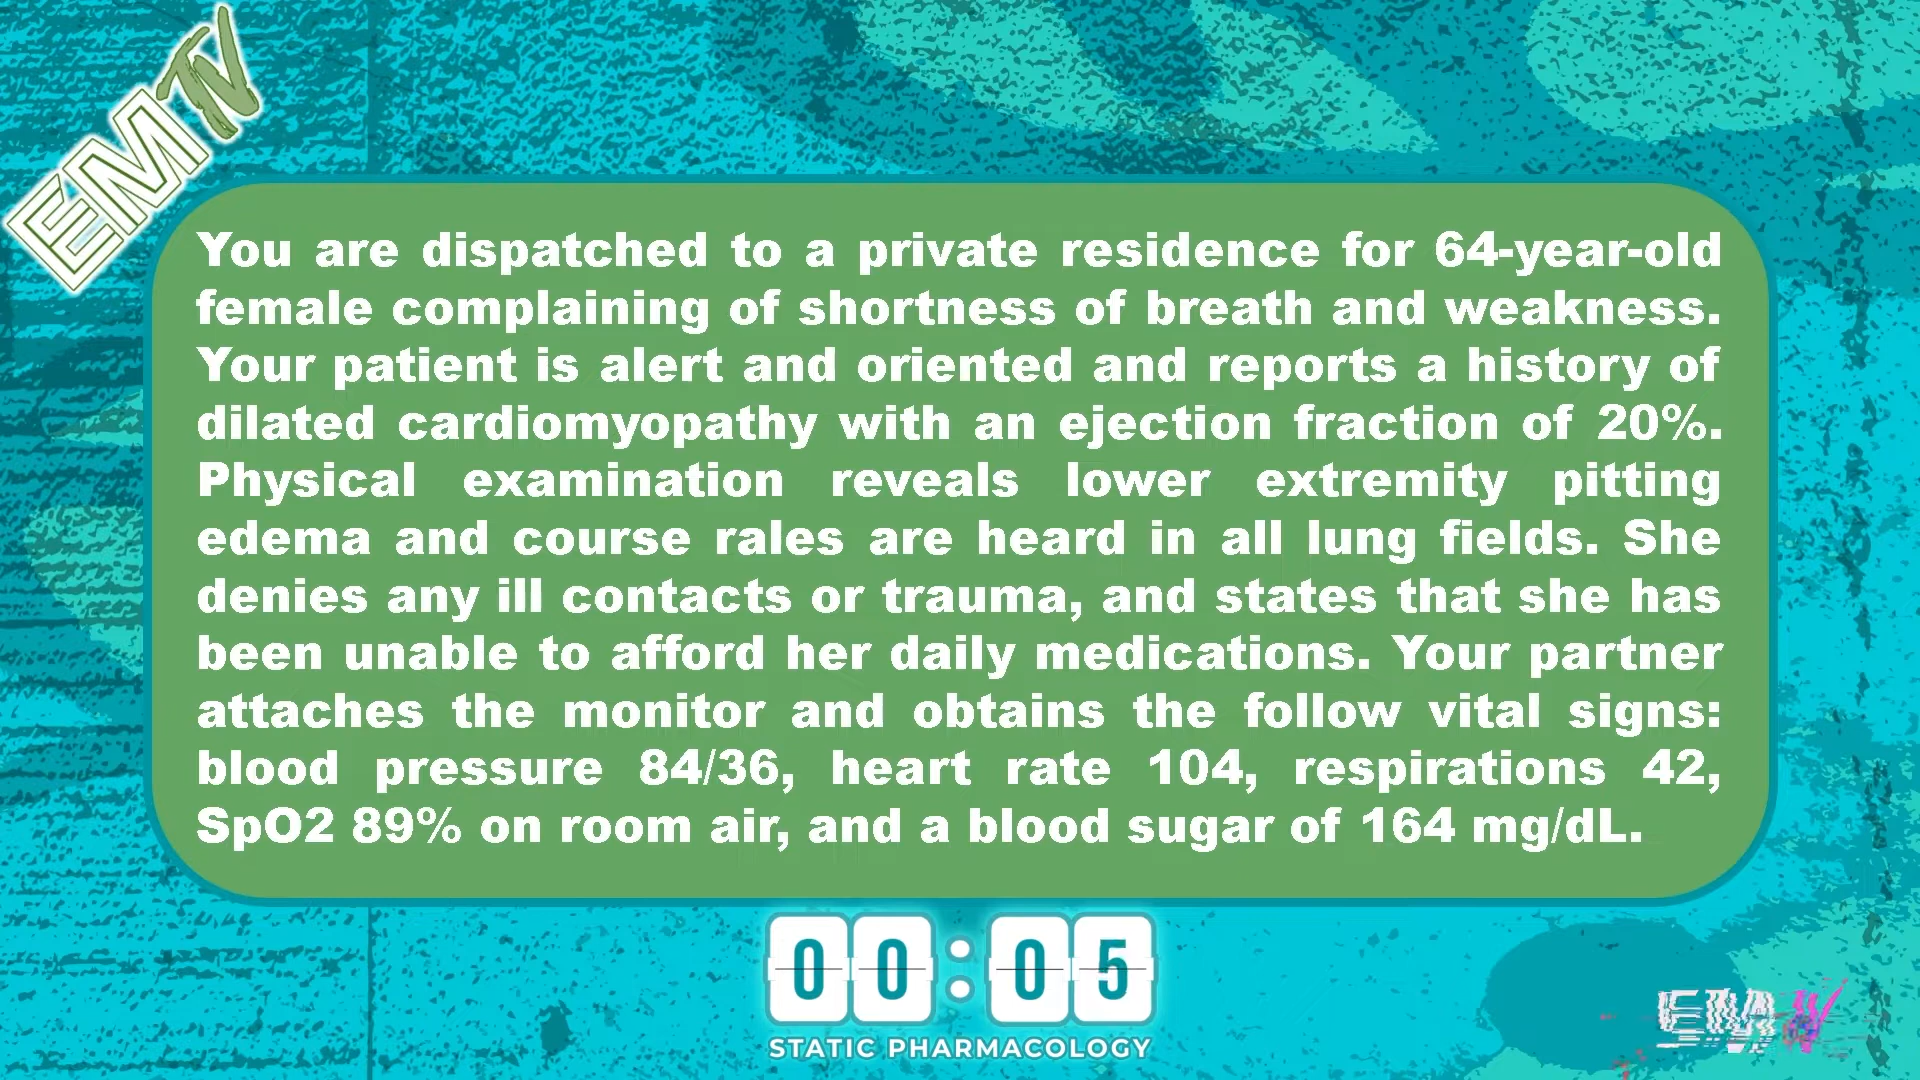 EMTV
You are dispatched to a private residence for 64-year-old
female complaining of shortness of breath and weakness.
Your patient is alert and oriented and reports a history of
dilated cardiomyopathy with an ejection fraction of 20%.
Physical examination reveals lower extremity pitting
edema and course rales are heard in all lung fields. She
denies any ill contacts or trauma, and states that she has
been unable to afford her daily medications. Your partner
attaches the monitor and obtains the follow vital signs:
blood pressure 84/36, heart rate 104, respirations 42,
SpO2 89% on room air, and a blood sugar of 164 mg/dL.
00:05
STATIC PHARMACOLOGY
EMTV